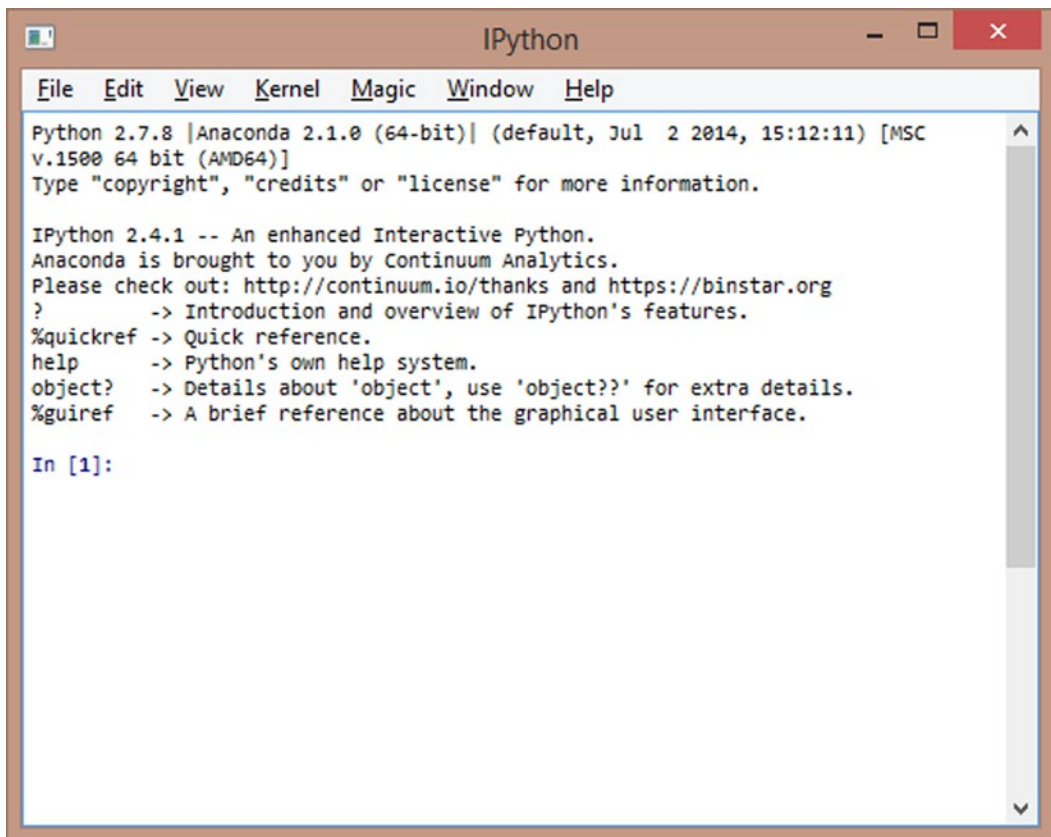 IPython
File Edit View Kernel Magic Window Help
Python 2.7.8 |Anaconda 2.1.0 (64-bit)| (default, Jul  2 2014, 15:12:11) [MSC
v.1500 64 bit (AMD64)]
Type "copyright", "credits" or "license" for more information.
IPython 2.4.1 -- An enhanced Interactive Python.
Anaconda is brought to you by Continuum Analytics.
Please check out: http://continuum.io/thanks and https://binstar.org
?         -> Introduction and overview of IPython's features.
%quickref -> Quick reference.
help      -> Python's own help system.
object?   -> Details about 'object', use 'object??' for extra details.
%guiref   -> A brief reference about the graphical user interface.
In [1]: